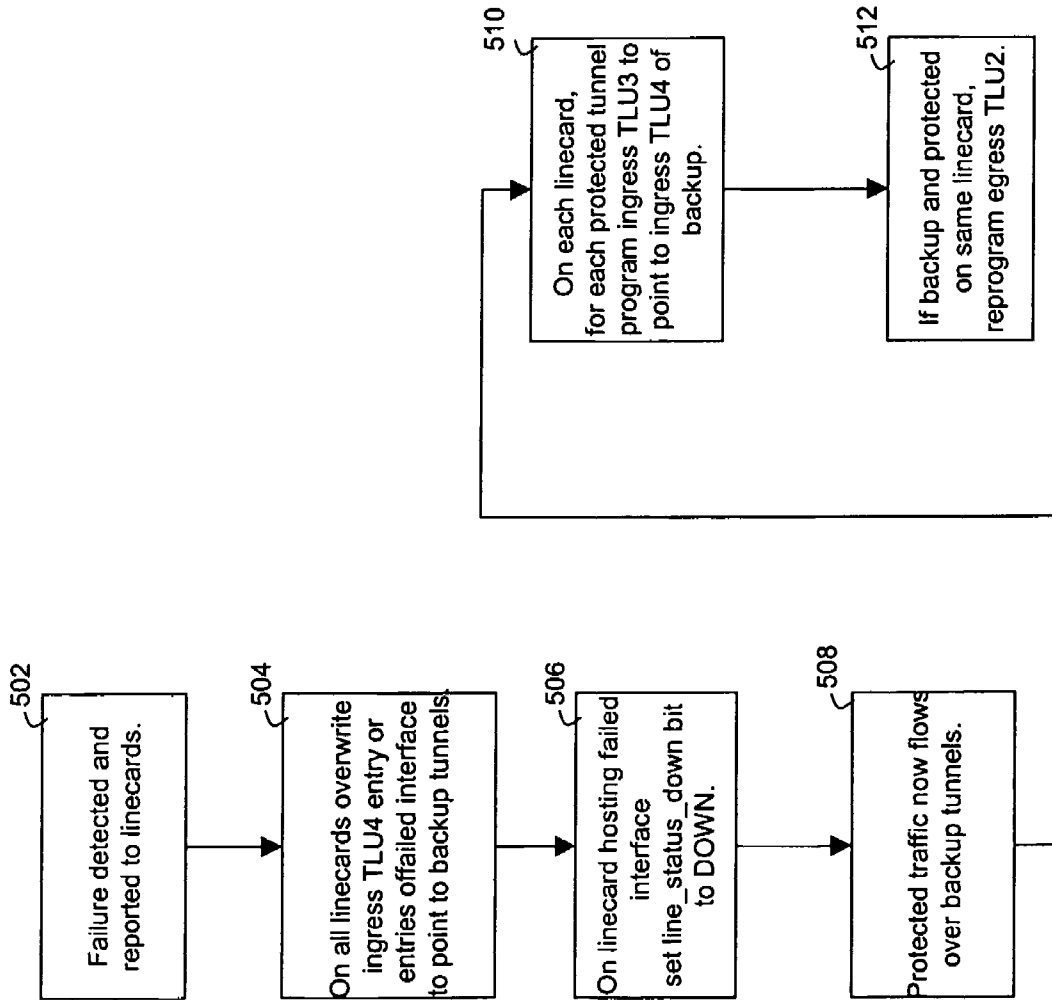 502
Failure detected and
reported to linecards.
504
On all linecards overwrite
ingress TLU4 entry or
entries offailed interface
to point to backup tunnels.
506
On linecard hosting failed
interface
set line_status_down bit
to DOWN.
508
Protected traffic now flows
over backup tunnels.
510
On each linecard,
for each protected tunnel
program ingress TLU3 to
point to ingress TLU4 of
backup.
512
If backup and protected
on same linecard,
reprogram egress TLU2.